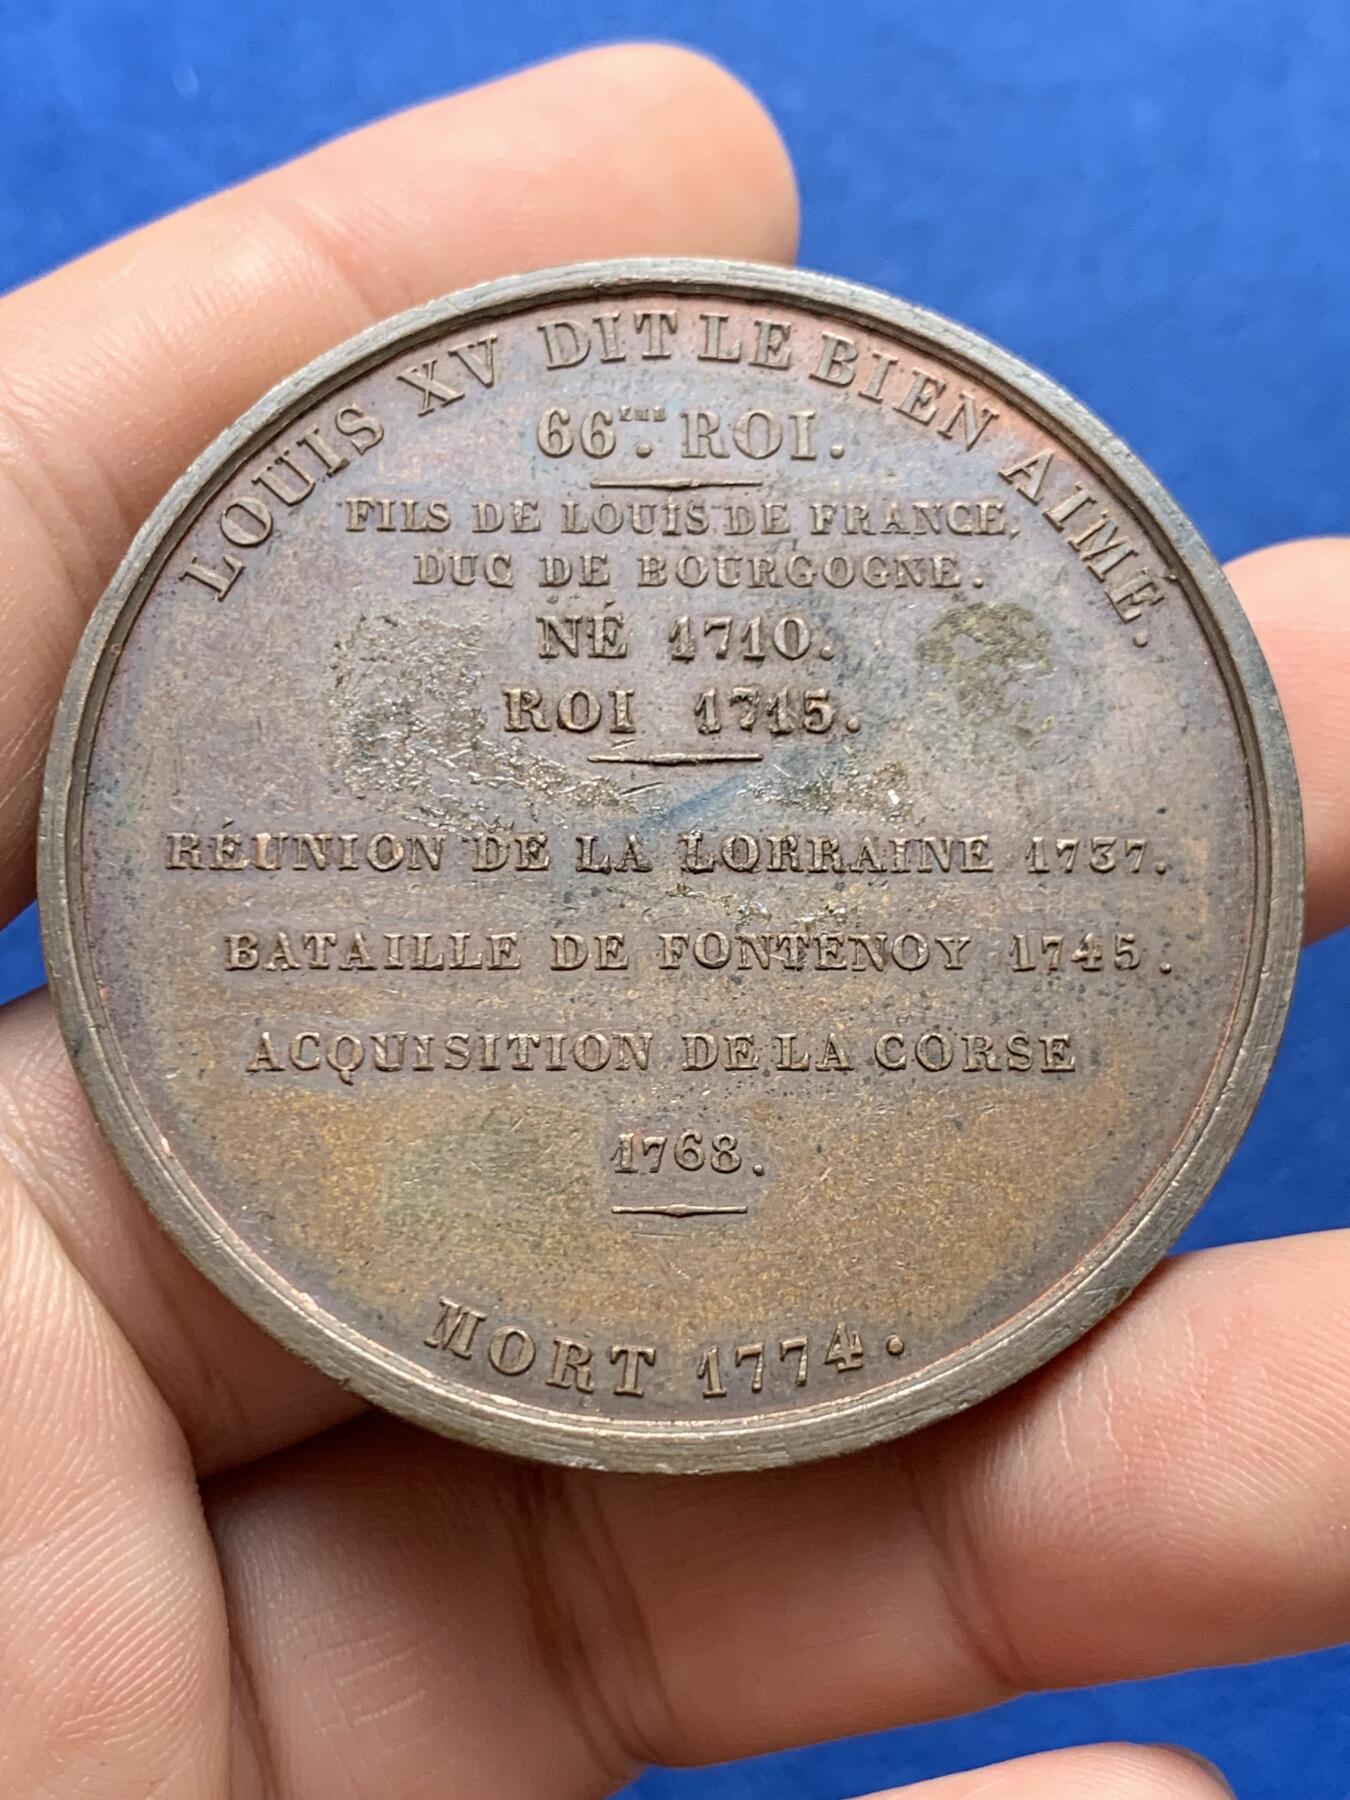 LOUIS XV DIT LE BIEN AIMÉ.
66ᵐᵉ. ROI.
FILS DE LOUIS DE FRANCE,
DUC DE BOURGOGNE.
NÉ 1710.
ROI 1715.
RÉUNION DE LA LORRAINE 1737.
BATAILLE DE FONTENOY 1745.
ACQUISITION DE LA CORSE
1768.
MORT 1774.